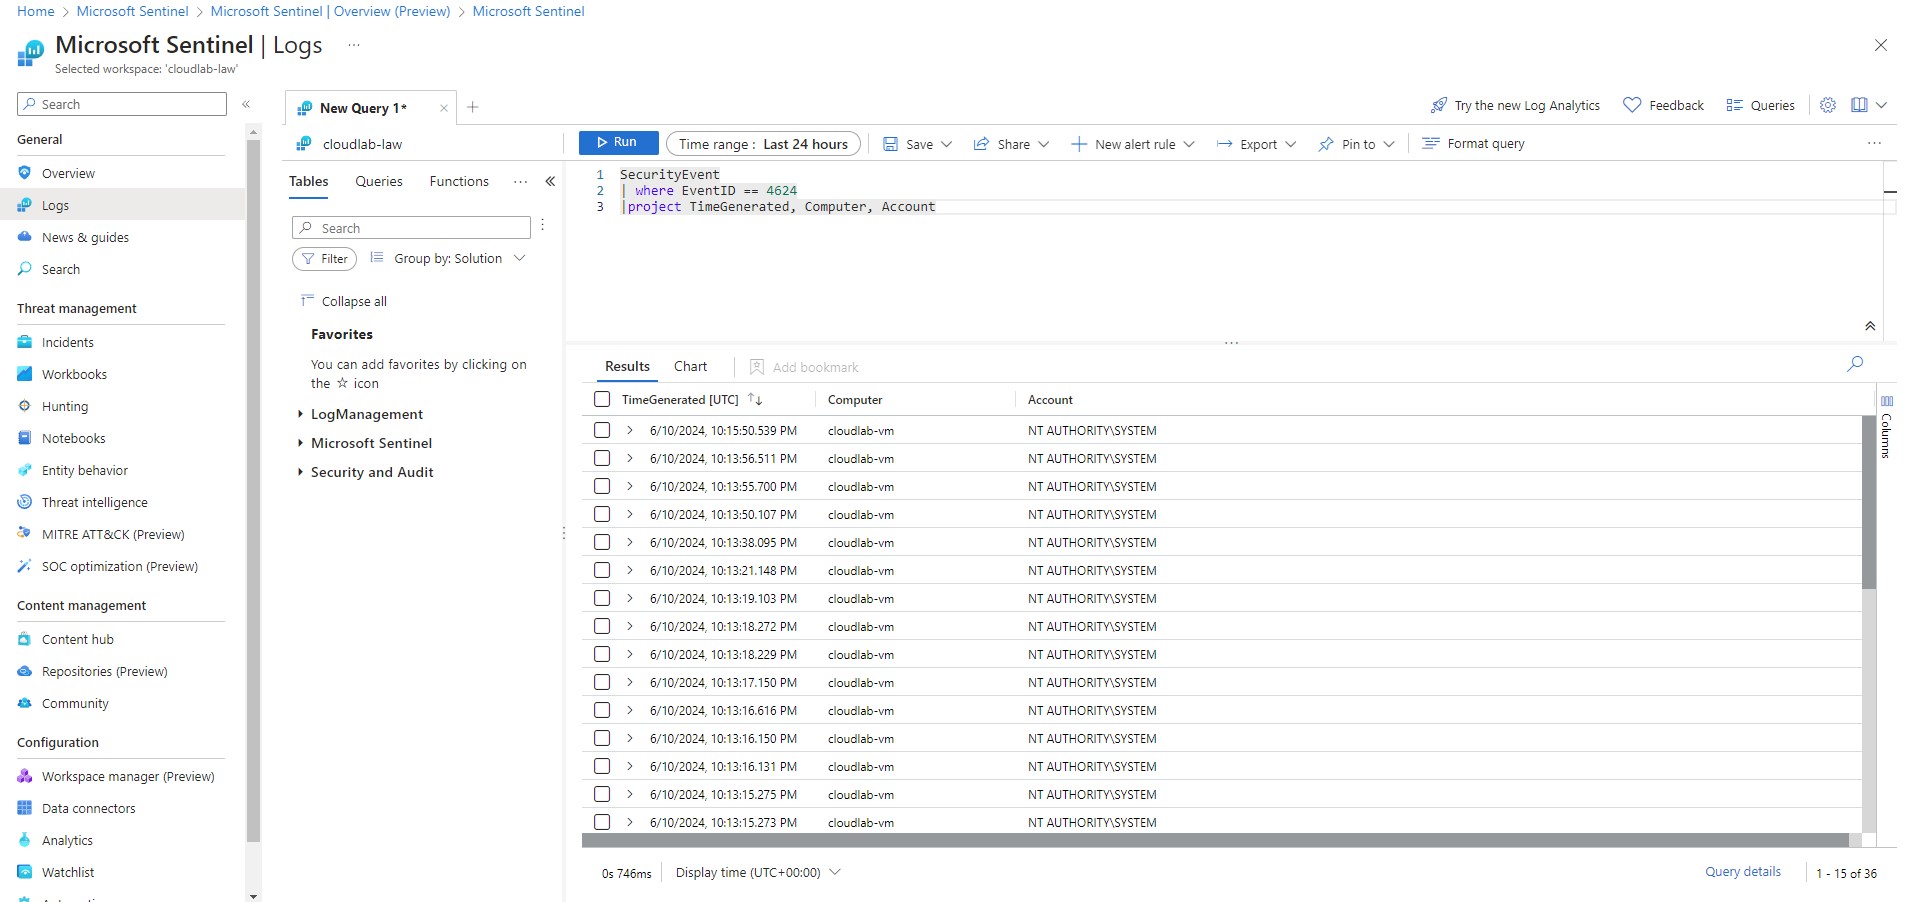 Home > Microsoft Sentinel > Microsoft Sentinel | Overview (Preview) > Microsoft Sentinel
Microsoft Sentinel | Logs ...
Selected workspace: 'cloudlab-law'
Search
General
Overview
Logs
News & guides
Search
Threat management
Incidents
Workbooks
Hunting
Notebooks
Entity behavior
Threat intelligence
MITRE ATT&CK (Preview)
SOC optimization (Preview)
Content management
Content hub
Repositories (Preview)
Community
Configuration
Workspace manager (Preview)
Data connectors
Analytics
Watchlist
New Query 1*
Try the new Log Analytics Feedback Queries
cloudlab-law
Run Time range : Last 24 hours Save Share New alert rule Export Pin to Format query ...
Tables Queries Functions ...
Search
Filter Group by: Solution
Collapse all
Favorites
You can add favorites by clicking on
the ☆ icon
LogManagement
Microsoft Sentinel
Security and Audit
1 SecurityEvent
2 | where EventID == 4624
3 |project TimeGenerated, Computer, Account
Results Chart Add bookmark
TimeGenerated [UTC] Computer Account
6/10/2024, 10:15:50.539 PM cloudlab-vm NT AUTHORITY\SYSTEM
6/10/2024, 10:13:56.511 PM cloudlab-vm NT AUTHORITY\SYSTEM
6/10/2024, 10:13:55.700 PM cloudlab-vm NT AUTHORITY\SYSTEM
6/10/2024, 10:13:50.107 PM cloudlab-vm NT AUTHORITY\SYSTEM
6/10/2024, 10:13:38.095 PM cloudlab-vm NT AUTHORITY\SYSTEM
6/10/2024, 10:13:21.148 PM cloudlab-vm NT AUTHORITY\SYSTEM
6/10/2024, 10:13:19.103 PM cloudlab-vm NT AUTHORITY\SYSTEM
6/10/2024, 10:13:18.272 PM cloudlab-vm NT AUTHORITY\SYSTEM
6/10/2024, 10:13:18.229 PM cloudlab-vm NT AUTHORITY\SYSTEM
6/10/2024, 10:13:17.150 PM cloudlab-vm NT AUTHORITY\SYSTEM
6/10/2024, 10:13:16.616 PM cloudlab-vm NT AUTHORITY\SYSTEM
6/10/2024, 10:13:16.150 PM cloudlab-vm NT AUTHORITY\SYSTEM
6/10/2024, 10:13:16.131 PM cloudlab-vm NT AUTHORITY\SYSTEM
6/10/2024, 10:13:15.275 PM cloudlab-vm NT AUTHORITY\SYSTEM
6/10/2024, 10:13:15.273 PM cloudlab-vm NT AUTHORITY\SYSTEM
Columns
0s 746ms Display time (UTC+00:00) Query details 1 - 15 of 36